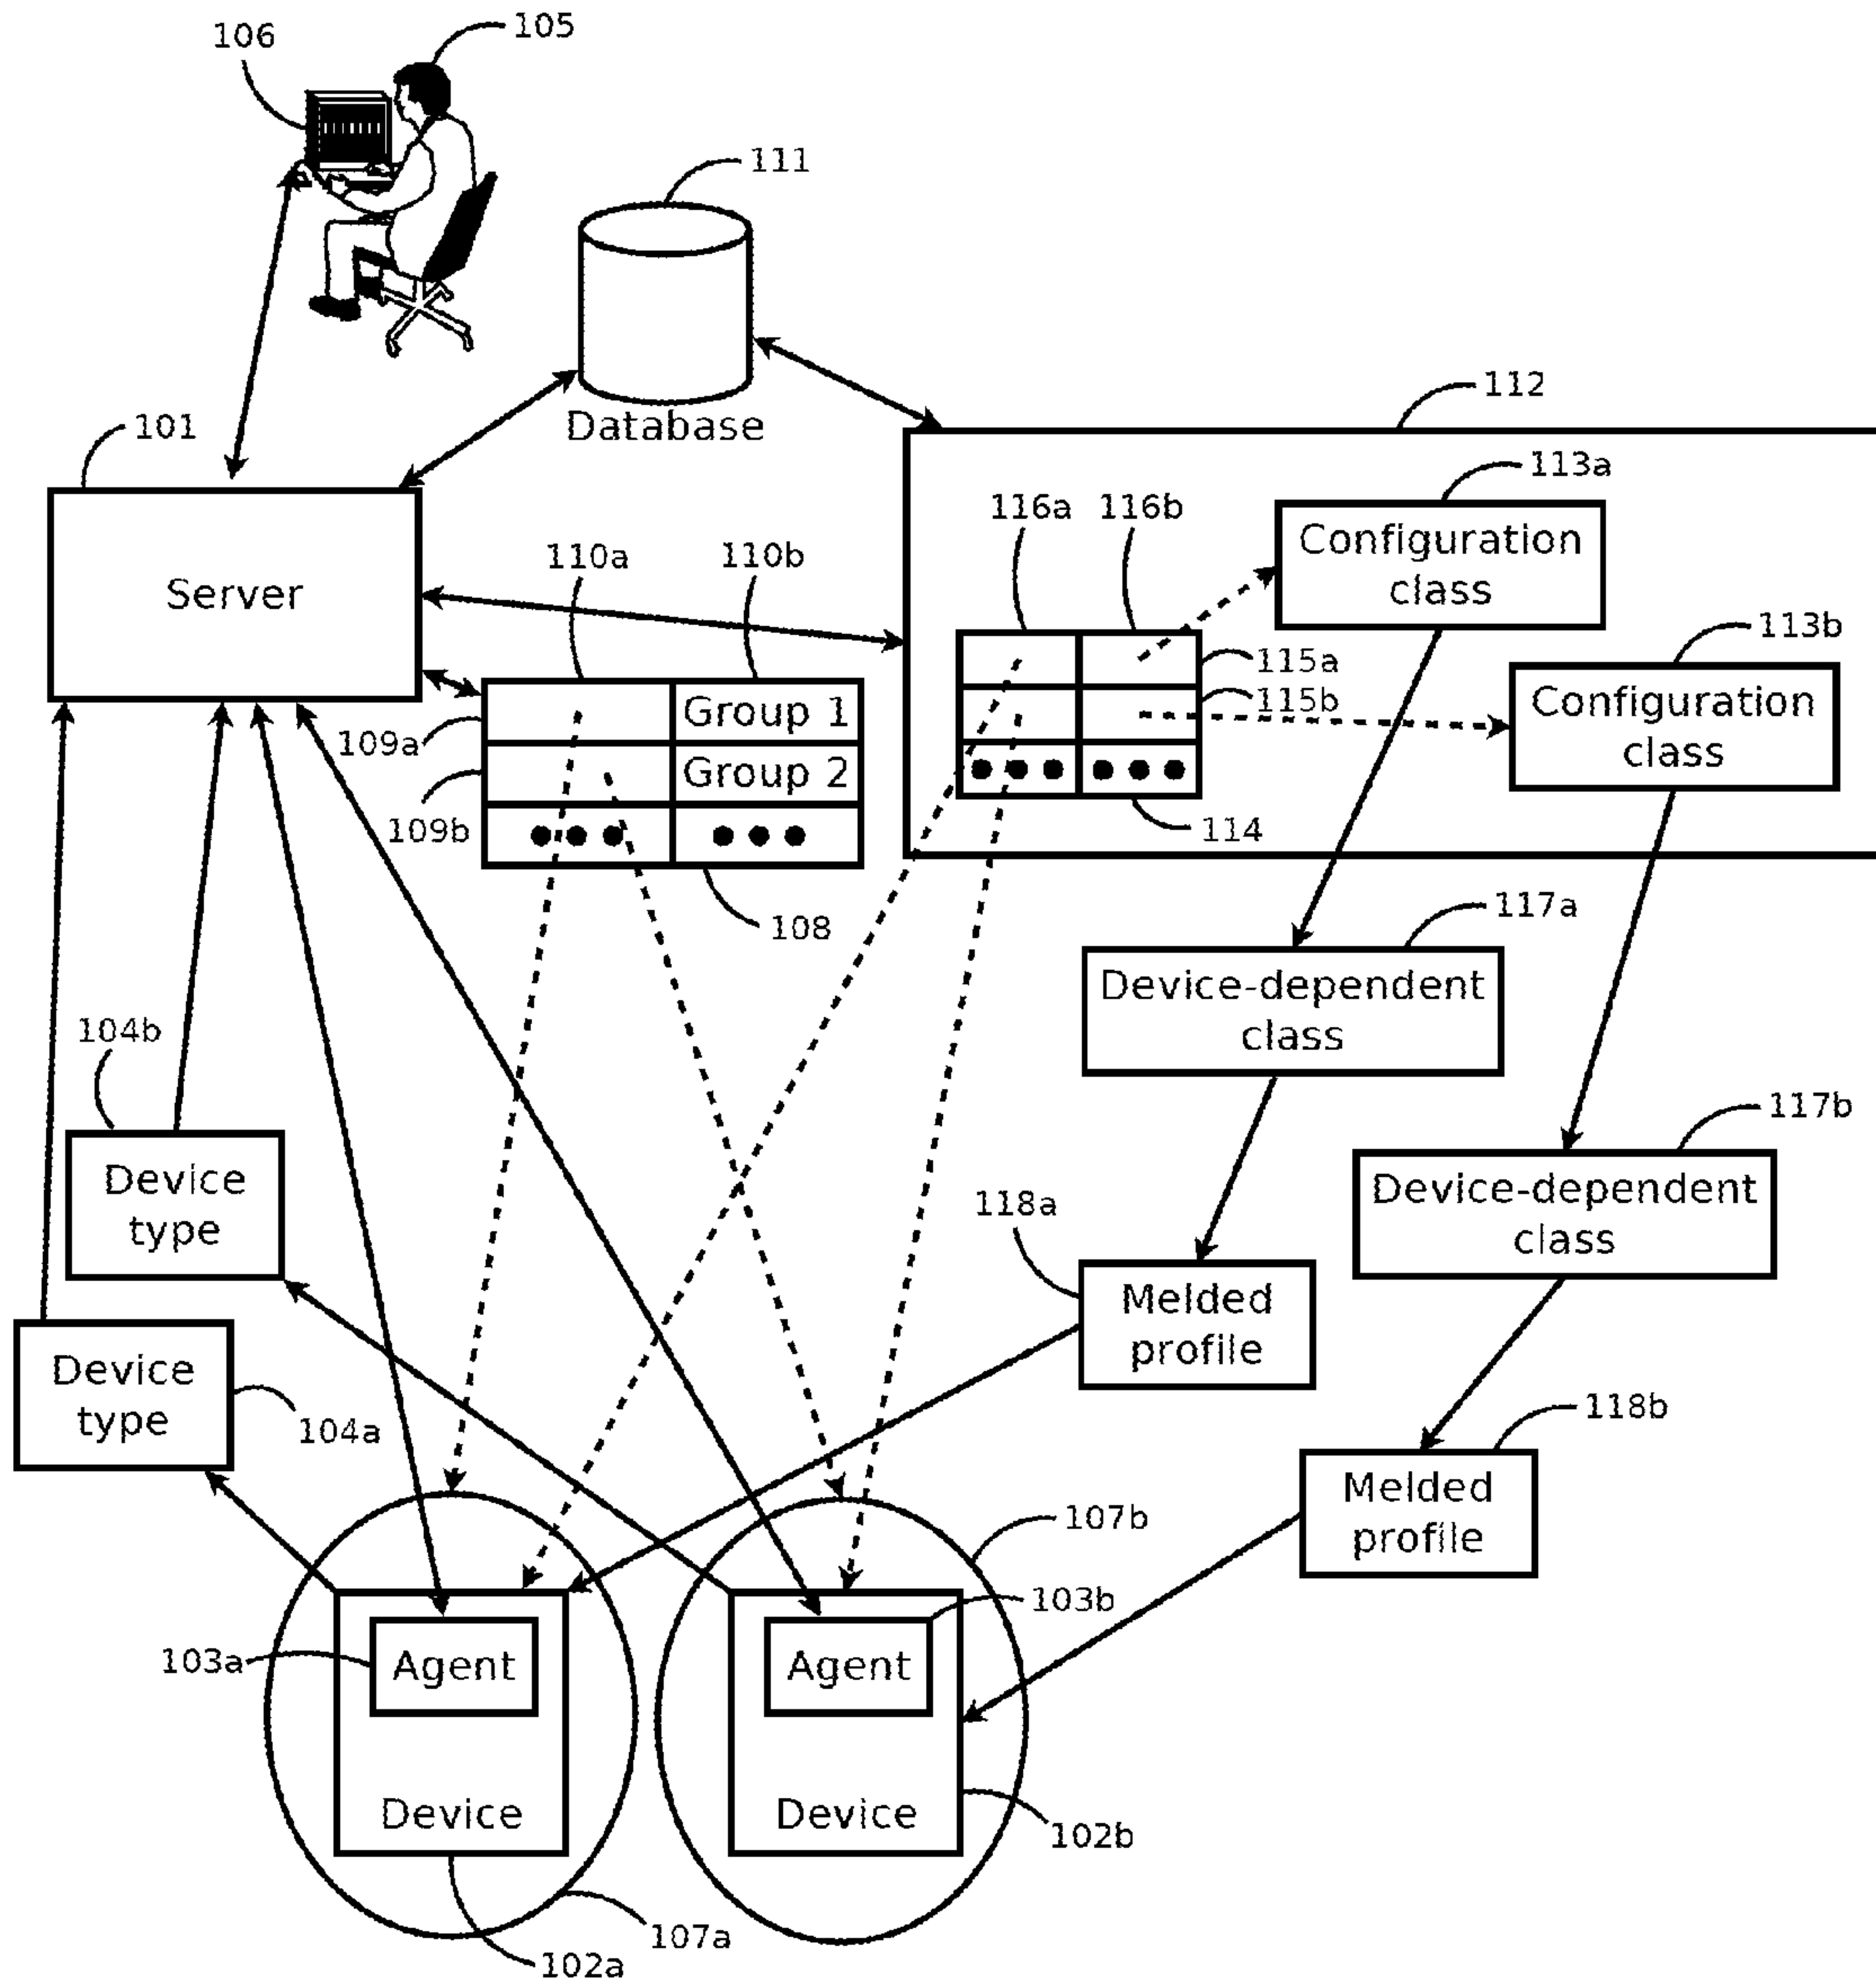 106
105
111
Database
112
101
Server
113a
Configuration
class
116a
116b
110a
110b
113b
Configuration
class
115a
115b
114
Group 1
Group 2
109a
109b
108
117a
Device-dependent
class
104b
Device
type
117b
Device-dependent
class
118a
Melded
profile
Device
type
104a
118b
Melded
profile
107b
103b
103a
Agent
Agent
Device
Device
102b
107a
102a